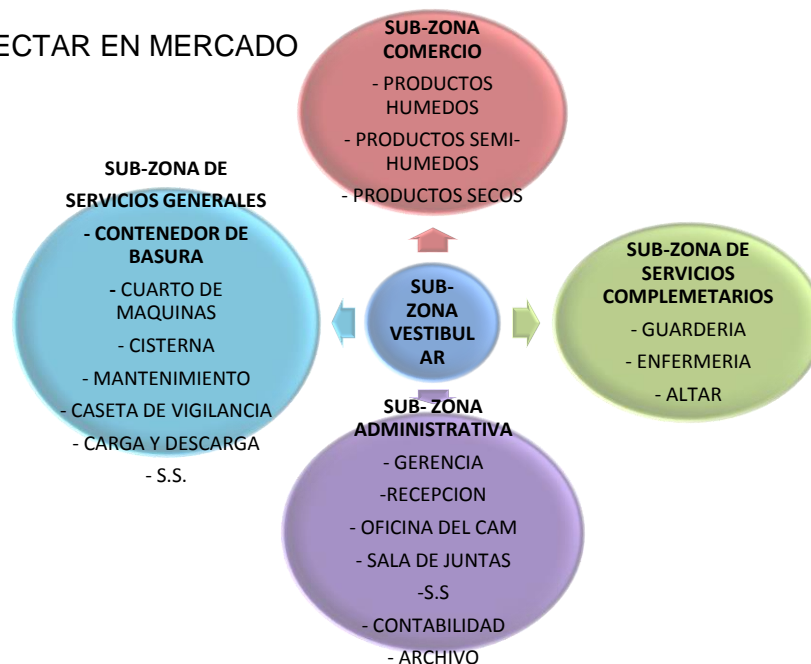 ECTAR EN MERCADO
SUB-ZONA
COMERCIO
- PRODUCTOS
HUMEDOS
- PRODUCTOS SEMI-
HUMEDOS
- PRODUCTOS SECOS
SUB-ZONA DE
SERVICIOS GENERALES
- CONTENEDOR DE
BASURA
- CUARTO DE
MAQUINAS
- CISTERNA
- MANTENIMIENTO
- CASETA DE VIGILANCIA
- CARGA Y DESCARGA
- S.S.
SUB-
ZONA
VESTIBUL
AR
SUB-ZONA DE
SERVICIOS
COMPLEMETARIOS
- GUARDERIA
- ENFERMERIA
- ALTAR
SUB- ZONA
ADMINISTRATIVA
- GERENCIA
-RECEPCION
- OFICINA DEL CAM
- SALA DE JUNTAS
-S.S
- CONTABILIDAD
- ARCHIVO